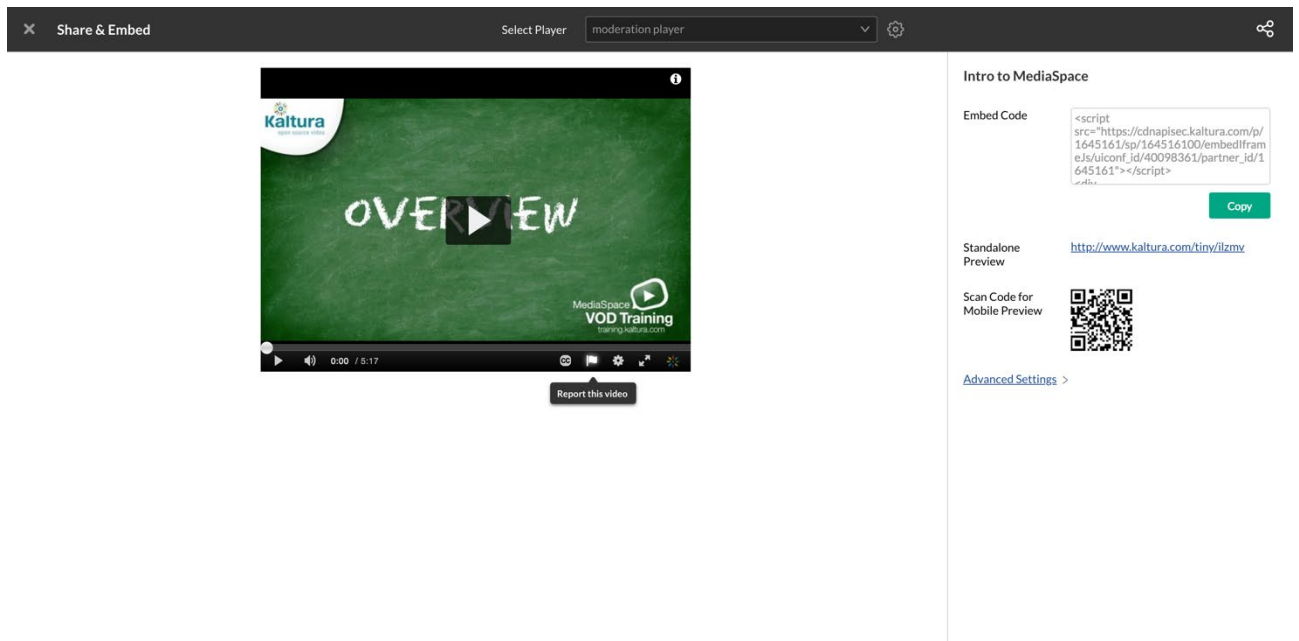 Share & Embed
Select Player
moderation player
Intro to MediaSpace
Embed Code
<script
src="https://cdnapisec.kaltura.com/p/
1645161/sp/164516100/embedIfram
eJs/uiconf_id/40098361/partner_id/1
645161"></script>
<div
Copy
Standalone
Preview
http://www.kaltura.com/tiny/ilzmv
Scan Code for
Mobile Preview
Advanced Settings >
Kaltura
open source video
OVERVIEW
MediaSpace
VOD Training
training.kaltura.com
0:00 / 5:17
CC
Report this video